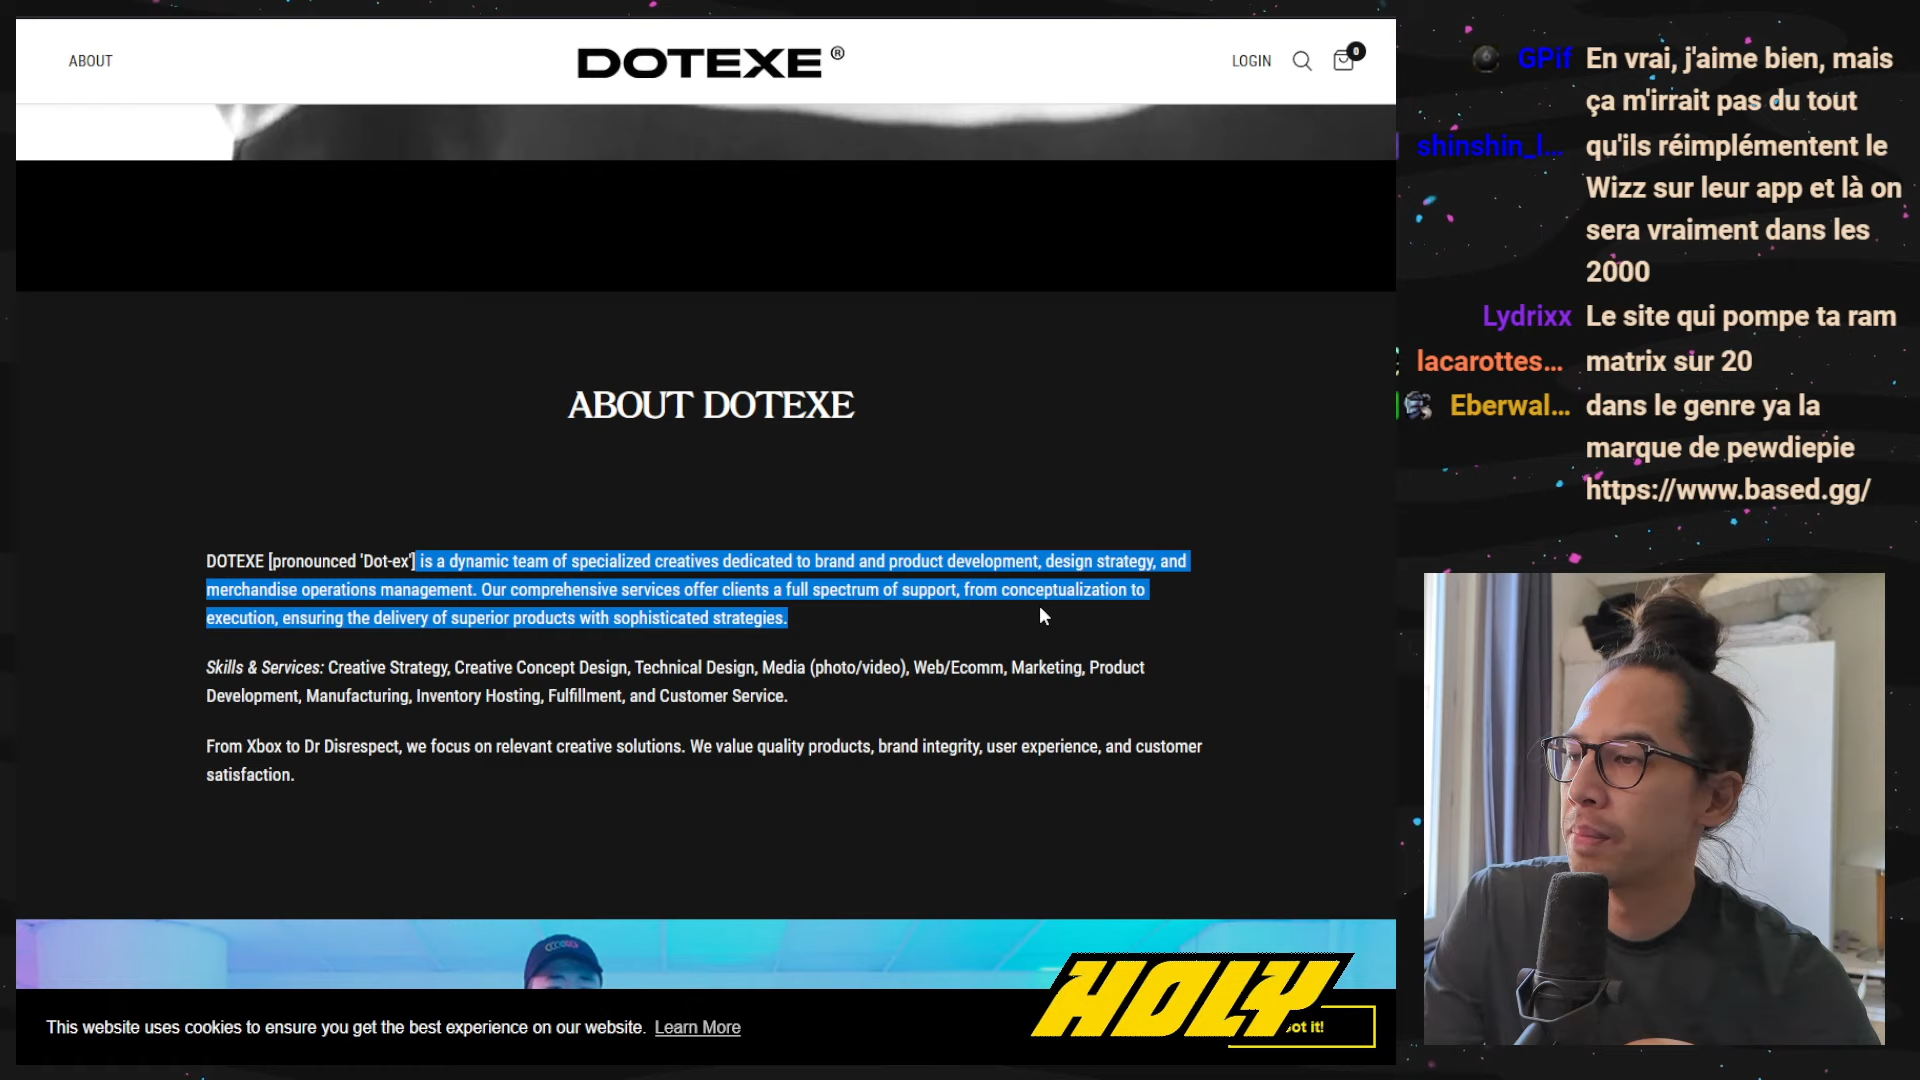 ABOUT
DOTEXE ®
LOGIN
0
ABOUT DOTEXE
DOTEXE [pronounced 'Dot-ex'] is a dynamic team of specialized creatives dedicated to brand and product development, design strategy, and
merchandise operations management. Our comprehensive services offer clients a full spectrum of support, from conceptualization to
execution, ensuring the delivery of superior products with sophisticated strategies.
Skills & Services: Creative Strategy, Creative Concept Design, Technical Design, Media (photo/video), Web/Ecomm, Marketing, Product
Development, Manufacturing, Inventory Hosting, Fulfillment, and Customer Service.
From Xbox to Dr Disrespect, we focus on relevant creative solutions. We value quality products, brand integrity, user experience, and customer
satisfaction.
This website uses cookies to ensure you get the best experience on our website. Learn More
HOLY
ot it!
GPif En vrai, j'aime bien, mais
ça m'irrait pas du tout
shinshin_l... qu'ils réimplémentent le
Wizz sur leur app et là on
sera vraiment dans les
2000
Lydrixx Le site qui pompe ta ram
lacarottes... matrix sur 20
Eberwal... dans le genre ya la
marque de pewdiepie
https://www.based.gg/